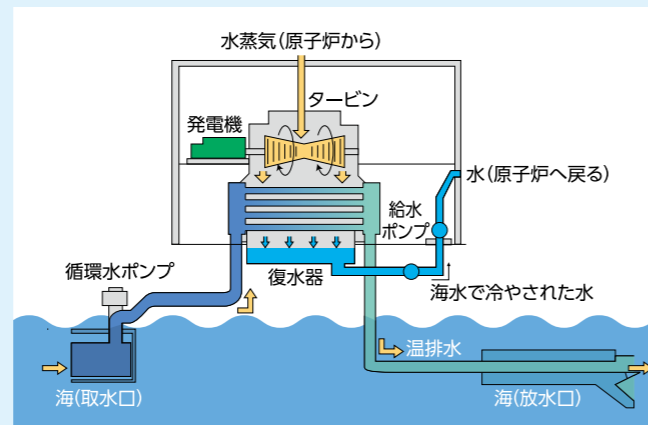 水蒸気(原子炉から)
タービン
発電機
水(原子炉へ戻る)
給水
ポンプ
循環水ポンプ
復水器
海水で冷やされた水
温排水
海(取水口)
海(放水口)